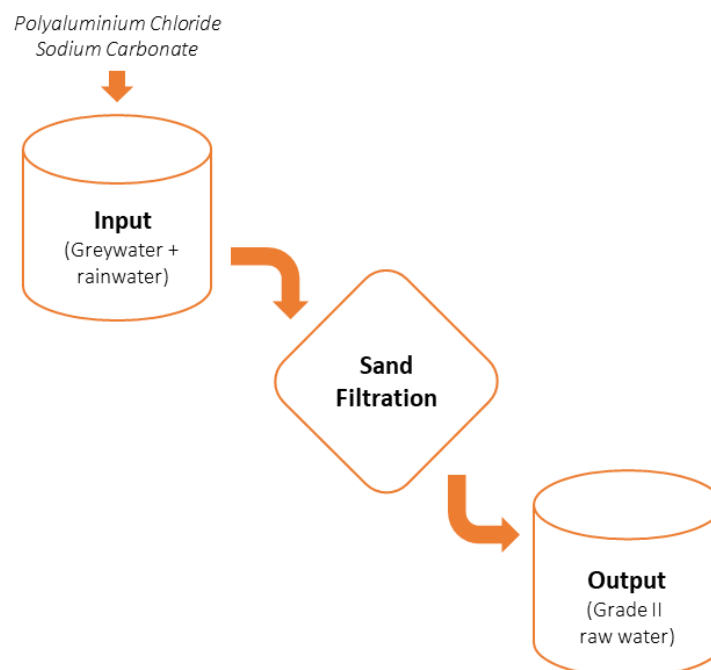 Polyaluminium Chloride
Sodium Carbonate
Input
(Greywater +
rainwater)
Sand
Filtration
Output
(Grade II
raw water)